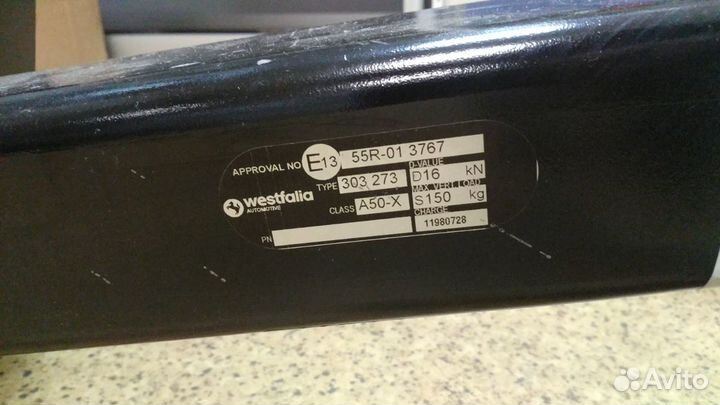 APPROVAL NO E13 55R-01 3767
TYPE 303 273
D-VALUE
D16 kN
westfalia
AUTOMOTIVE
CLASS A50-X
MAX. VERT. LOAD
S150 kg
CHARGE
11980728
PN
Avito